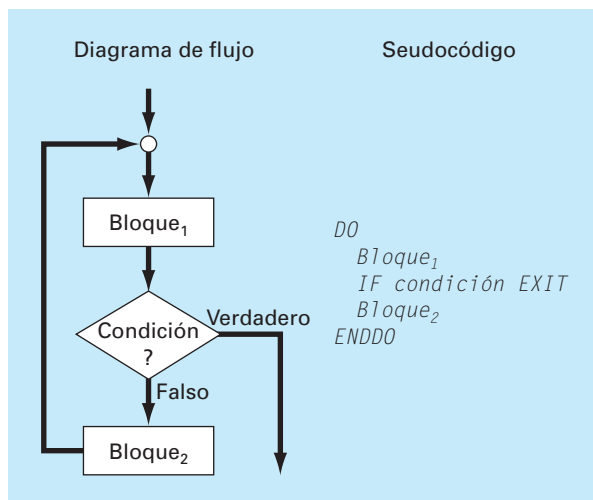 Diagrama de flujo
Seudocódigo
Bloque₁
Condición
?
Verdadero
Falso
Bloque₂
DO
Bloque₁
IF condición EXIT
Bloque₂
ENDDO